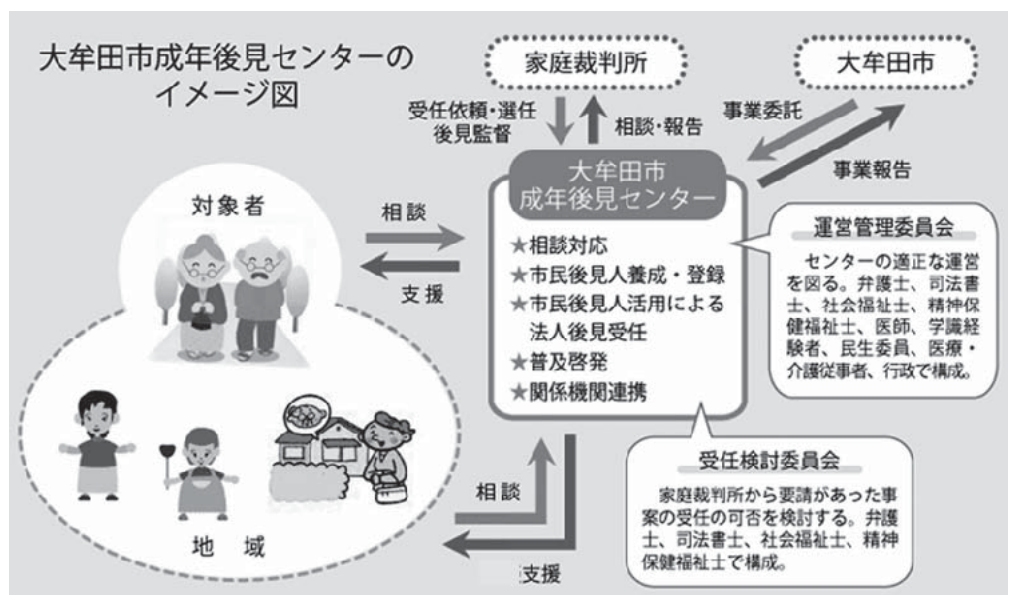 大牟田市成年後見センターの
イメージ図
家庭裁判所
大牟田市
受任依頼・選任
後見監督
相談・報告
事業委託
事業報告
対象者
相談
支援
大牟田市
成年後見センター
★相談対応
★市民後見人養成・登録
★市民後見人活用による
法人後見受任
★普及啓発
★関係機関連携
運営管理委員会
センターの適正な運営
を図る。弁護士、司法書
士、社会福祉士、精神保
健福祉士、医師、学識経
験者、民生委員、医療・
介護従事者、行政で構成。
地 域
相談
支援
受任検討委員会
家庭裁判所から要請があった事
案の受任の可否を検討する。弁護
士、司法書士、社会福祉士、精神
保健福祉士で構成。